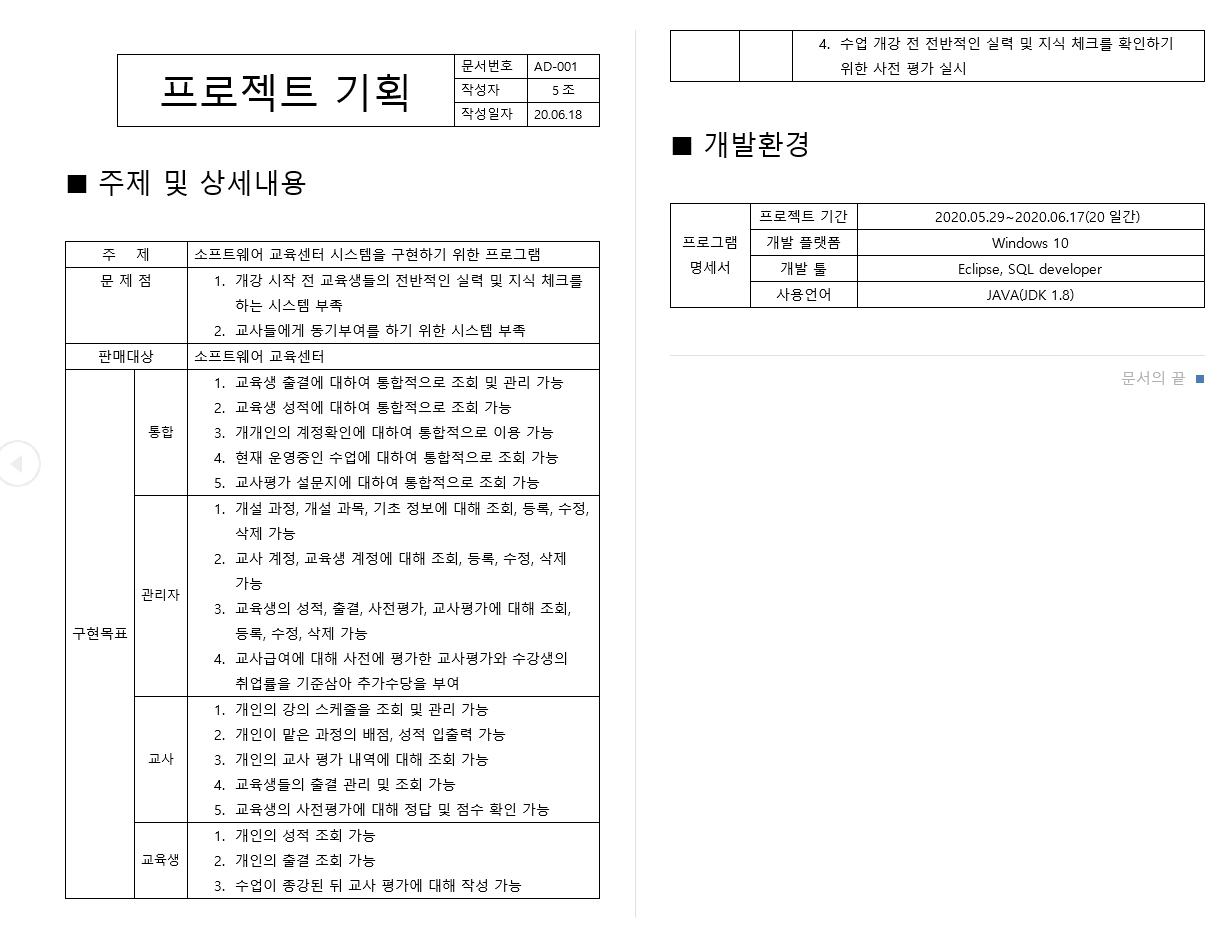 프로젝트 기획
문서번호 AD-001
작성자 5 조
작성일자 20.06.18
■ 주제 및 상세내용
주 제 소프트웨어 교육센터 시스템을 구현하기 위한 프로그램
문 제 점
1. 개강 시작 전 교육생들의 전반적인 실력 및 지식 체크를
하는 시스템 부족
2. 교사들에게 동기부여를 하기 위한 시스템 부족
판매대상 소프트웨어 교육센터
구현목표
통합
1. 교육생 출결에 대하여 통합적으로 조회 및 관리 가능
2. 교육생 성적에 대하여 통합적으로 조회 가능
3. 개개인의 계정확인에 대하여 통합적으로 이용 가능
4. 현재 운영중인 수업에 대하여 통합적으로 조회 가능
5. 교사평가 설문지에 대하여 통합적으로 조회 가능
관리자
1. 개설 과정, 개설 과목, 기초 정보에 대해 조회, 등록, 수정,
삭제 가능
2. 교사 계정, 교육생 계정에 대해 조회, 등록, 수정, 삭제
가능
3. 교육생의 성적, 출결, 사전평가, 교사평가에 대해 조회,
등록, 수정, 삭제 가능
4. 교사급여에 대해 사전에 평가한 교사평가와 수강생의
취업률을 기준삼아 추가수당을 부여
교사
1. 개인의 강의 스케줄을 조회 및 관리 가능
2. 개인이 맡은 과정의 배점, 성적 입출력 가능
3. 개인의 교사 평가 내역에 대해 조회 가능
4. 교육생들의 출결 관리 및 조회 가능
5. 교육생의 사전평가에 대해 정답 및 점수 확인 가능
교육생
1. 개인의 성적 조회 가능
2. 개인의 출결 조회 가능
3. 수업이 종강된 뒤 교사 평가에 대해 작성 가능
4. 수업 개강 전 전반적인 실력 및 지식 체크를 확인하기
위한 사전 평가 실시
■ 개발환경
프로그램
명세서
프로젝트 기간 2020.05.29~2020.06.17(20 일간)
개발 플랫폼 Windows 10
개발 툴 Eclipse, SQL developer
사용언어 JAVA(JDK 1.8)
문서의 끝 ■